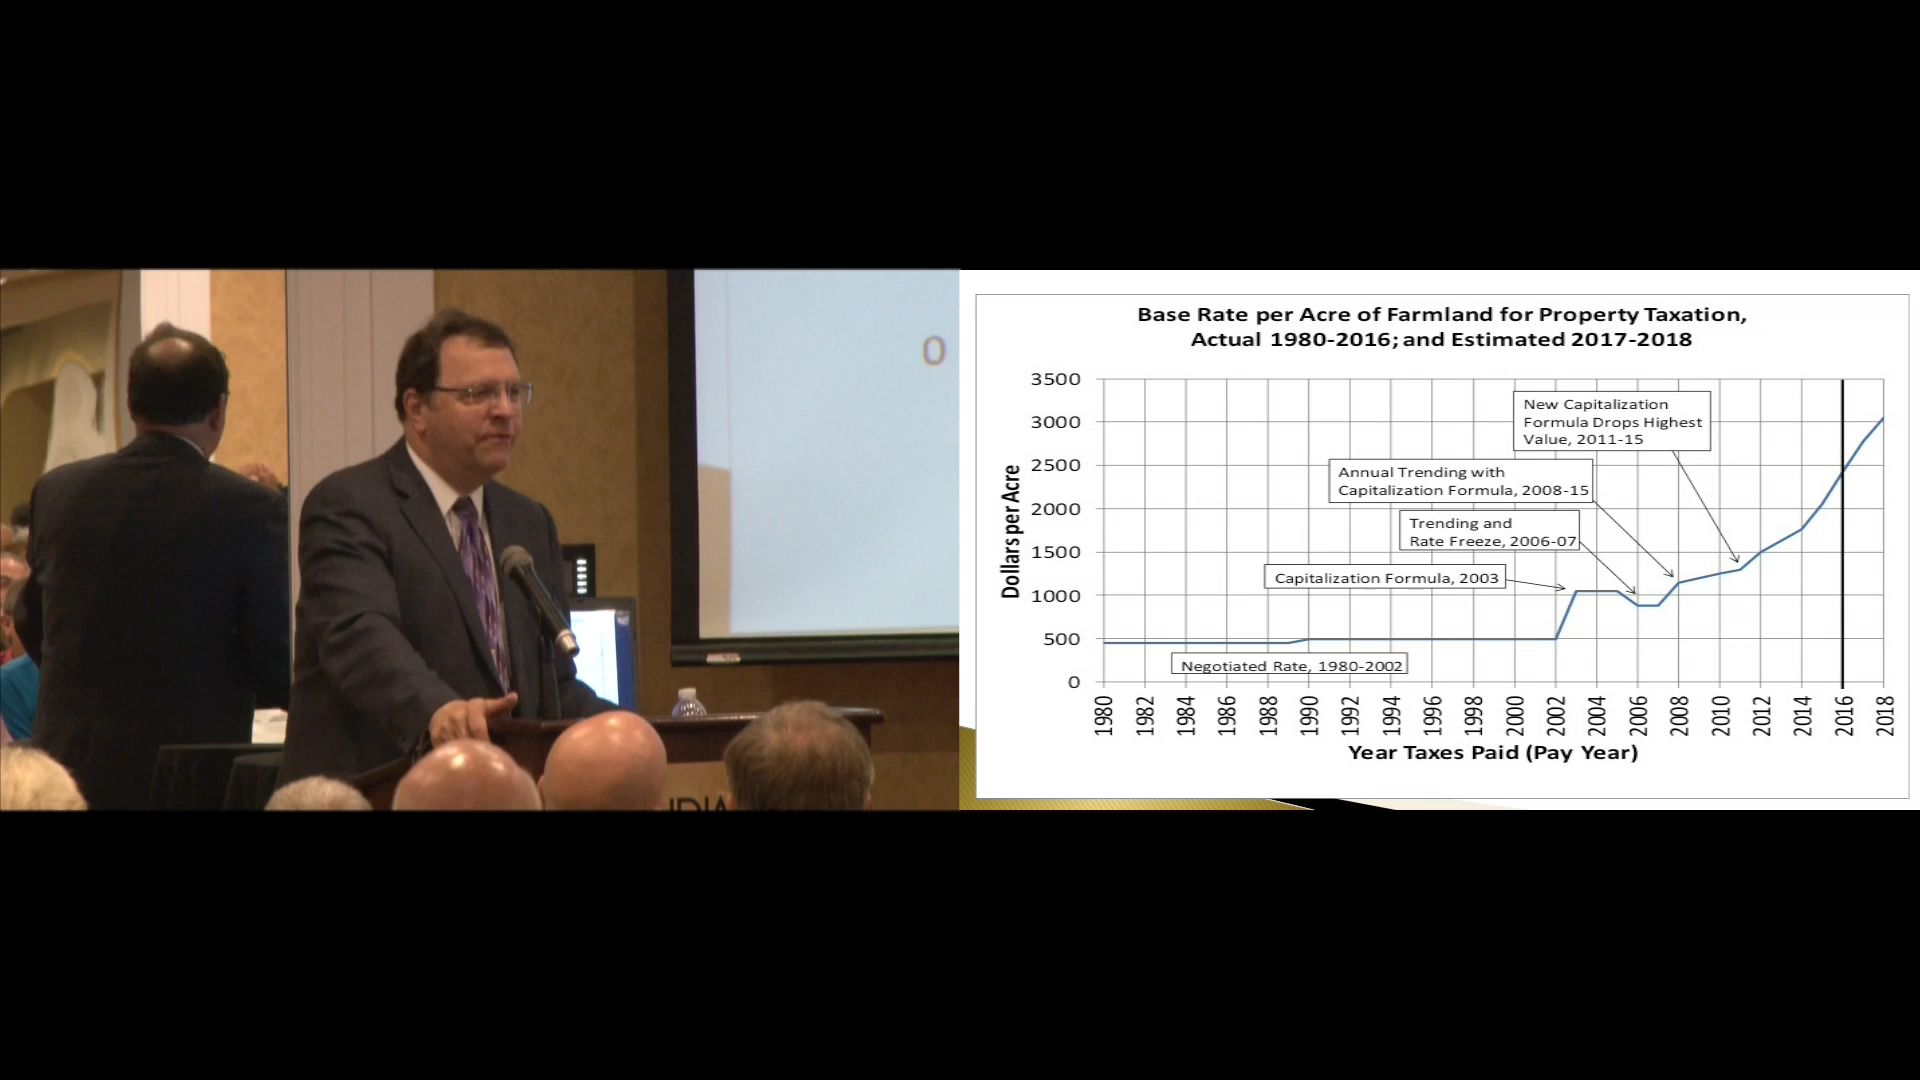 0
Base Rate per Acre of Farmland for Property Taxation,
Actual 1980-2016; and Estimated 2017-2018
Dollars per Acre
3500
3000
2500
2000
1500
1000
500
0
New Capitalization
Formula Drops Highest
Value, 2011-15
Annual Trending with
Capitalization Formula, 2008-15
Trending and
Rate Freeze, 2006-07
Capitalization Formula, 2003
Negotiated Rate, 1980-2002
1980 1982 1984 1986 1988 1990 1992 1994 1996 1998 2000 2002 2004 2006 2008 2010 2012 2014 2016 2018
Year Taxes Paid (Pay Year)